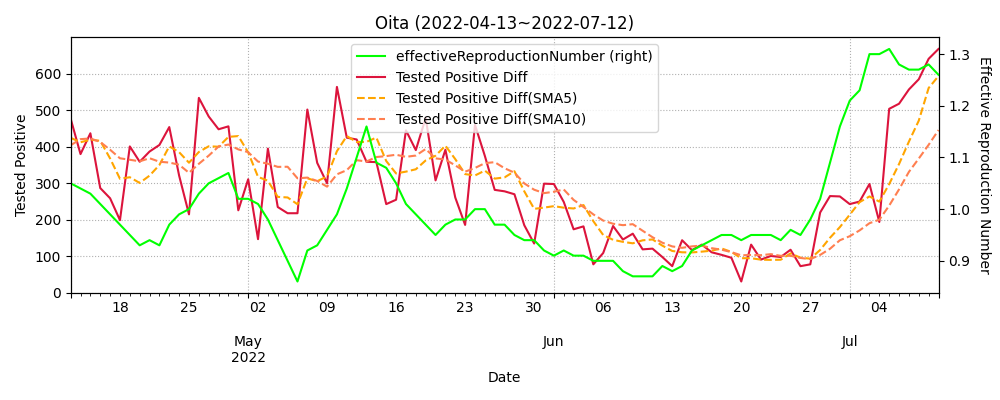 Oita (2022-04-13~2022-07-12)
effectiveReproductionNumber (right)
Tested Positive Diff
Tested Positive Diff(SMA5)
Tested Positive Diff(SMA10)
Tested Positive
600
500
400
300
200
100
0
1.3
1.2
1.1
1.0
0.9
Effective Reproduction Number
18 25 02 09 16 23 30 06 13 20 27 04
May Jun Jul
2022
Date